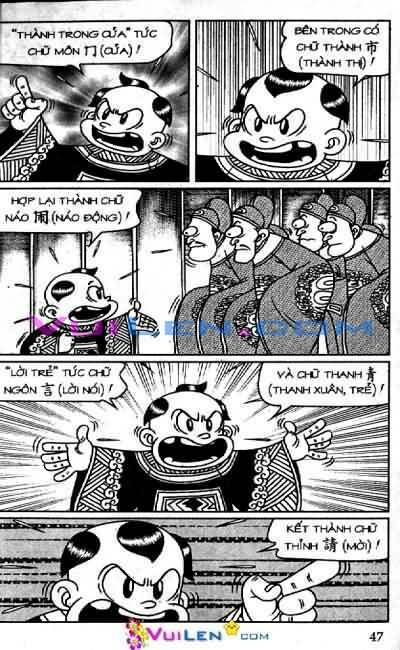 "THÀNH TRONG CỬA" TỨC
CHỮ MÔN 冂 (CỬA)!
BÊN TRONG CÓ
CHỮ THÀNH 市
(THÀNH THỊ)!
HỢP LẠI THÀNH CHỮ
NÁO 闹 (NÁO ĐỘNG)!
VUILEN.COM
"LỜI TRẺ" TỨC CHỮ
NGÔN 言 (LỜI NÓI)!
VÀ CHỮ THANH 青
(THANH XUÂN, TRẺ)!
KẾT THÀNH CHỮ
THỈNH 請 (MỜI)!
VUILEN.COM
47